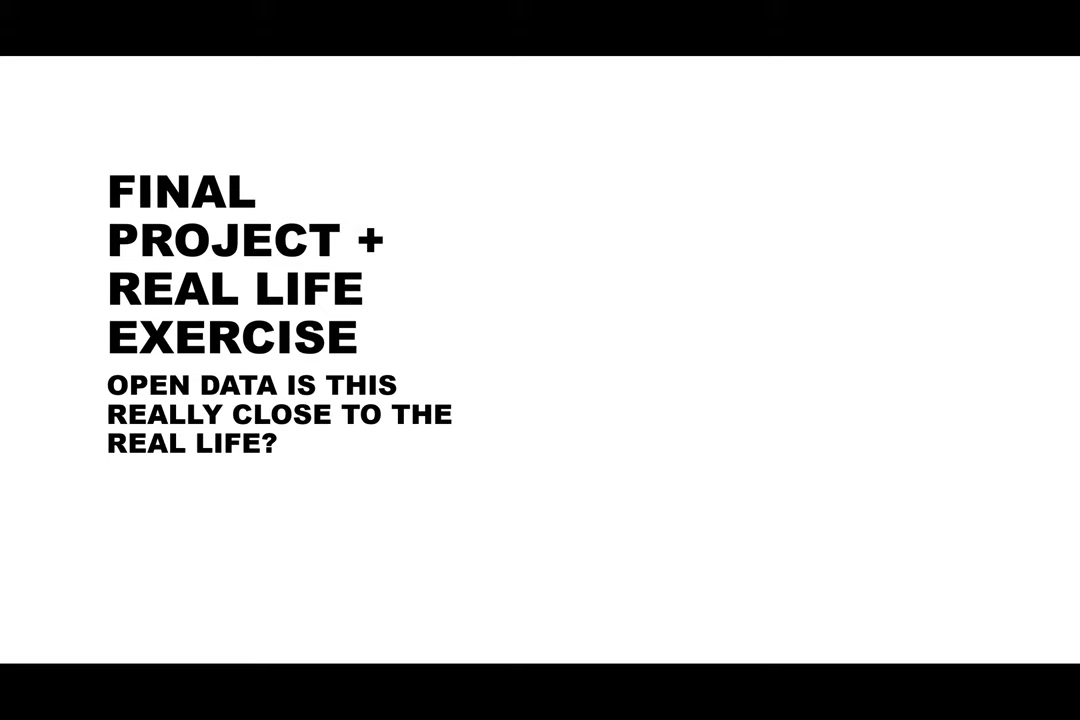 FINAL
PROJECT +
REAL LIFE
EXERCISE
OPEN DATA IS THIS
REALLY CLOSE TO THE
REAL LIFE?